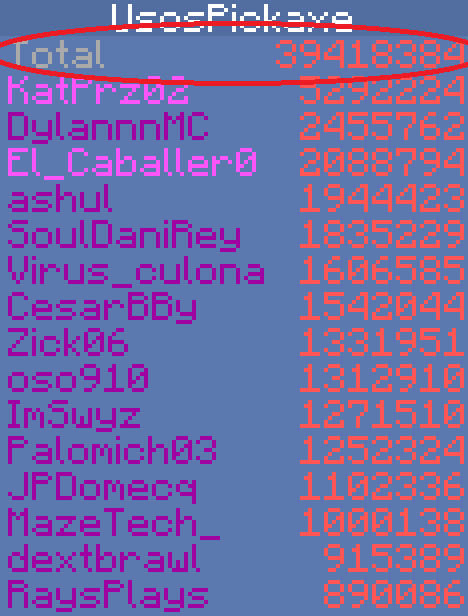 UsosPickaxe
Total 39418384
KatPrz02 5292224
DylannnMC 2455762
El_Caballer0 2088794
ashul 1944423
SoulDaniRey 1835229
Virus_culona 1606585
CesarBBy 1542044
Zick06 1331951
oso910 1312910
ImSwyz 1271510
Palomich03 1252324
JPDomecq 1102336
MazeTech_ 1000138
dextbrawl 915389
RaysPlays 890086